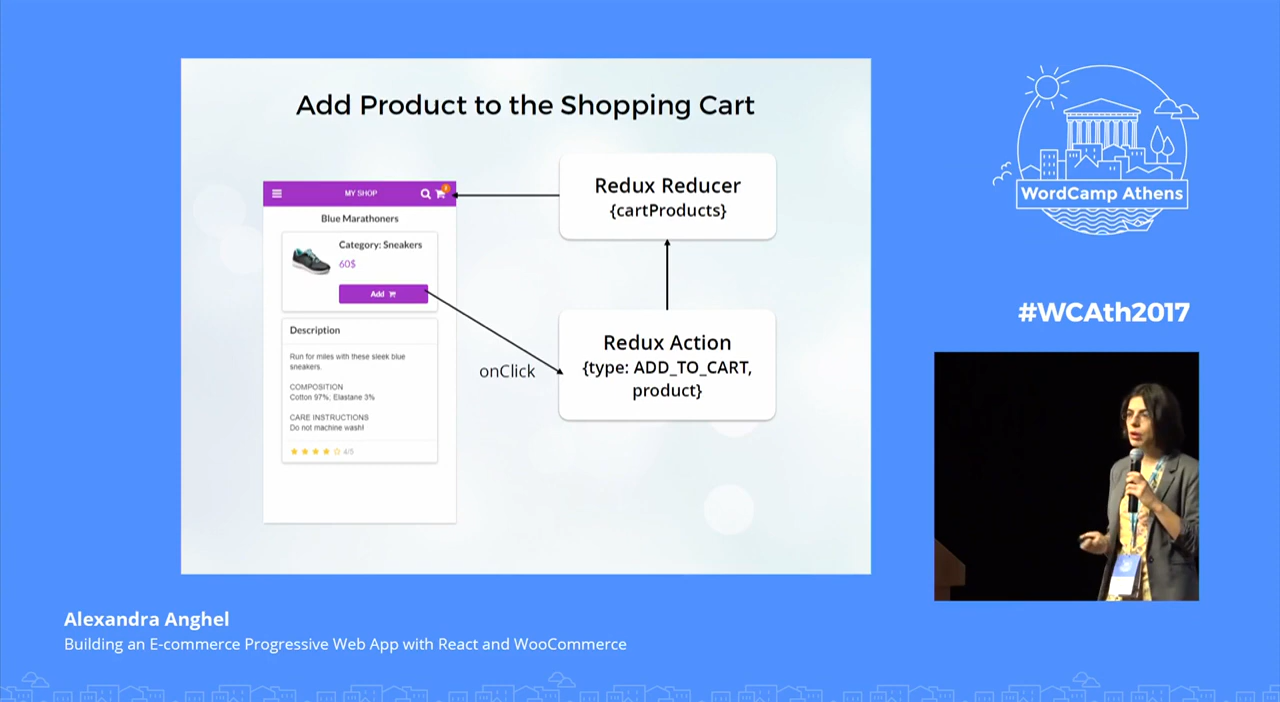 Add Product to the Shopping Cart
MY SHOP
Blue Marathoners
Category: Sneakers
60$
Add
Description
Run for miles with these sleek blue
sneakers.
COMPOSITION
Cotton 97%, Elastane 3%
CARE INSTRUCTIONS
Do not machine wash!
4/5
onClick
Redux Reducer
{cartProducts}
Redux Action
{type: ADD_TO_CART,
product}
WordCamp Athens
#WCAth2017
Alexandra Anghel
Building an E-commerce Progressive Web App with React and WooCommerce